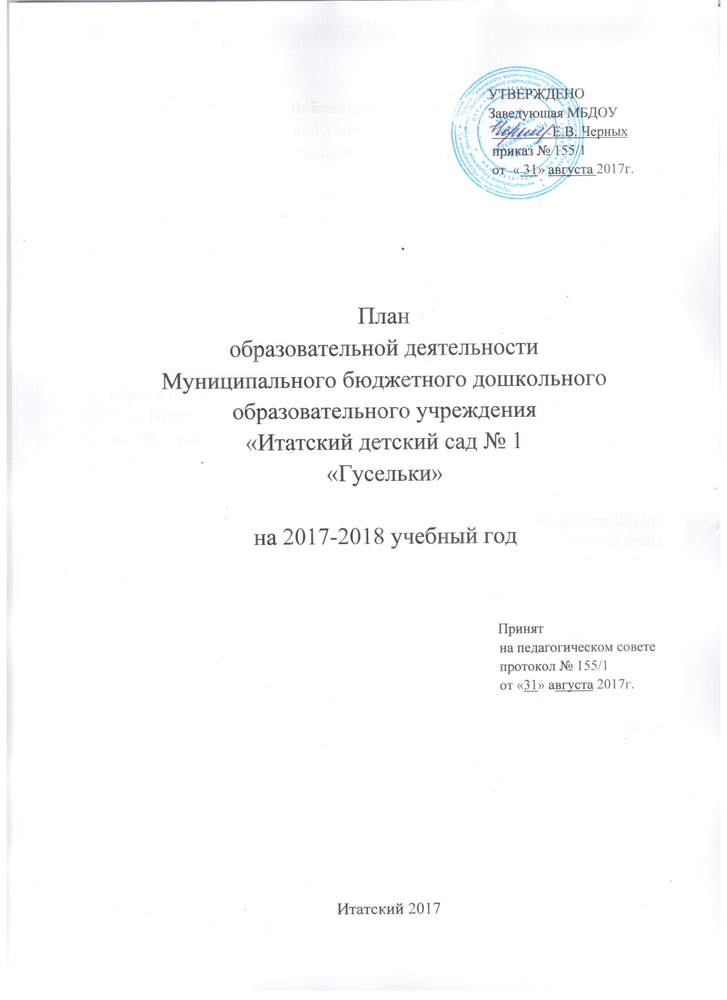 УТВЕРЖДЕНО
Заведующая МБДОУ
Е.В. Черных
приказ № 155/1
от « 31» августа 2017г.
План
образовательной деятельности
Муниципального бюджетного дошкольного
образовательного учреждения
«Итатский детский сад № 1
«Гусельки»
на 2017-2018 учебный год
Принят
на педагогическом совете
протокол № 155/1
от «31» августа 2017г.
Итатский 2017